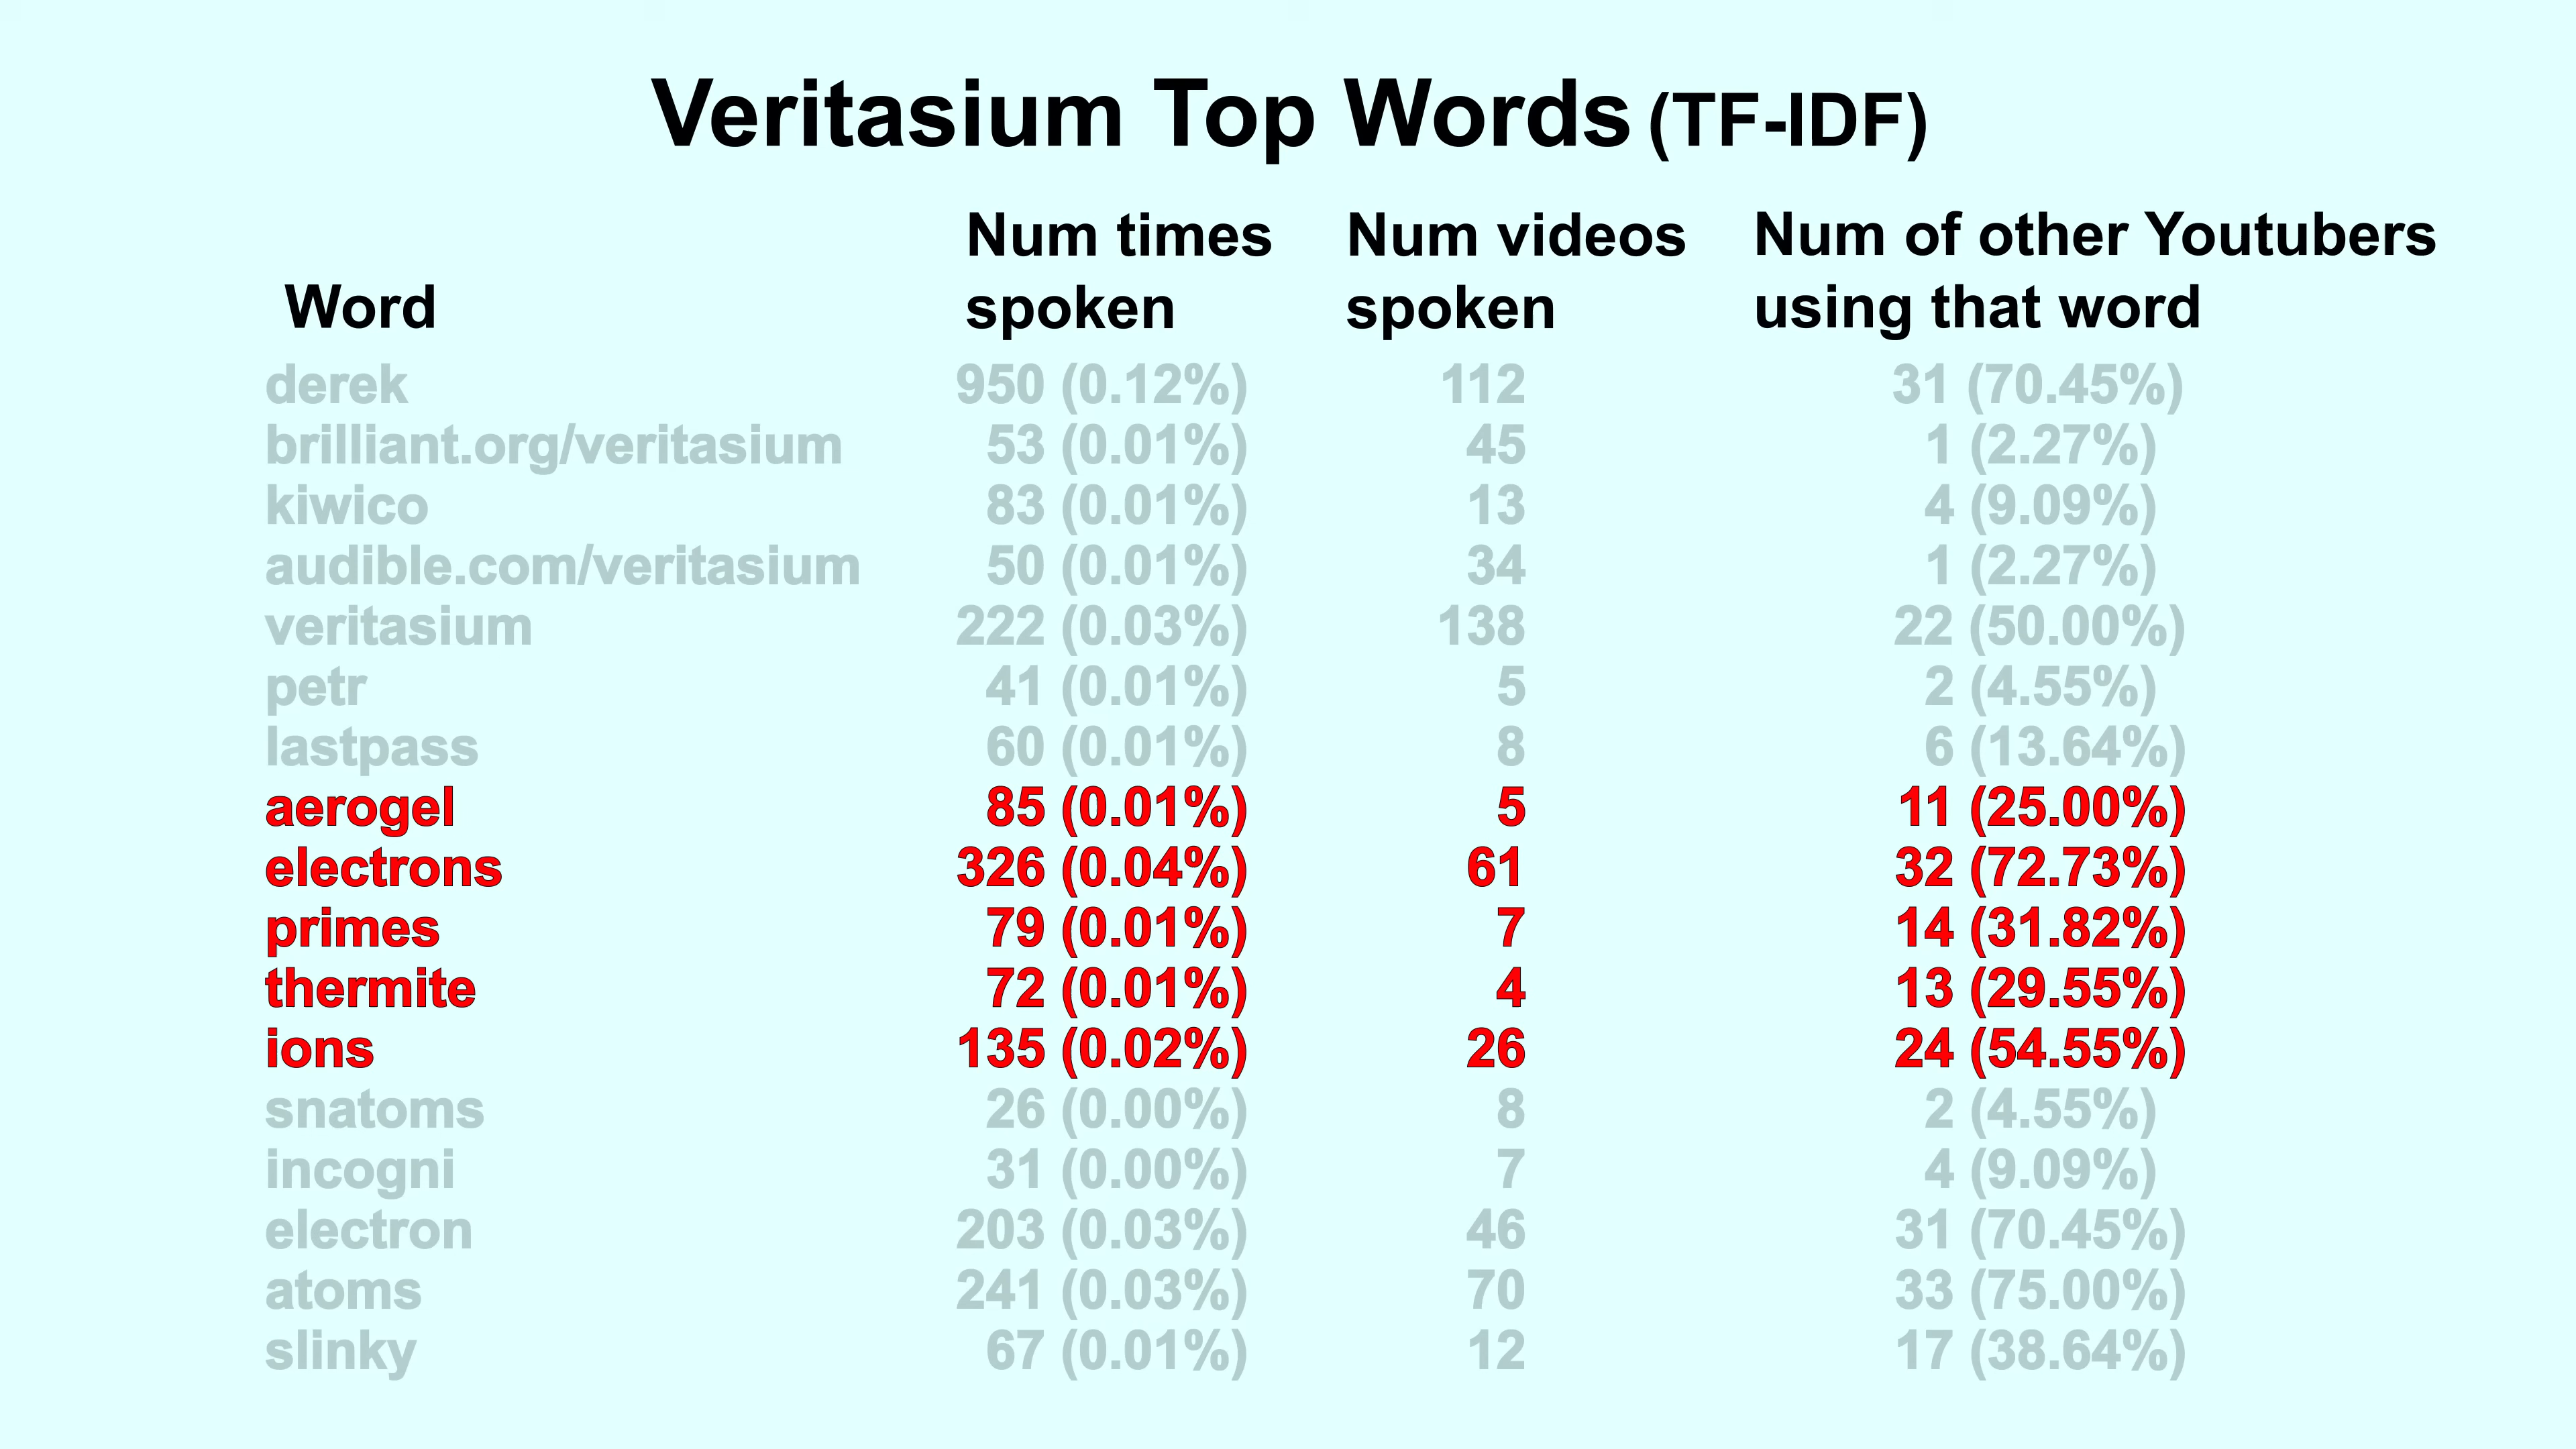 Veritasium Top Words (TF-IDF)
Word Num times spoken Num videos spoken Num of other Youtubers using that word
derek 950 (0.12%) 112 31 (70.45%)
brilliant.org/veritasium 53 (0.01%) 45 1 (2.27%)
kiwico 83 (0.01%) 13 4 (9.09%)
audible.com/veritasium 50 (0.01%) 34 1 (2.27%)
veritasium 222 (0.03%) 138 22 (50.00%)
petr 41 (0.01%) 5 2 (4.55%)
lastpass 60 (0.01%) 8 6 (13.64%)
aerogel 85 (0.01%) 5 11 (25.00%)
electrons 326 (0.04%) 61 32 (72.73%)
primes 79 (0.01%) 7 14 (31.82%)
thermite 72 (0.01%) 4 13 (29.55%)
ions 135 (0.02%) 26 24 (54.55%)
snatoms 26 (0.00%) 8 2 (4.55%)
incogni 31 (0.00%) 7 4 (9.09%)
electron 203 (0.03%) 46 31 (70.45%)
atoms 241 (0.03%) 70 33 (75.00%)
slinky 67 (0.01%) 12 17 (38.64%)